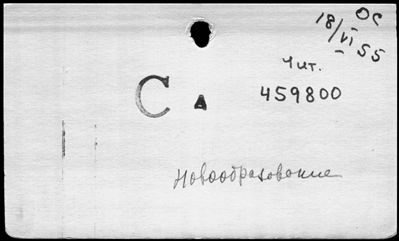 ОС
18/VI 55
Чит.
С А
459800
Новообразование